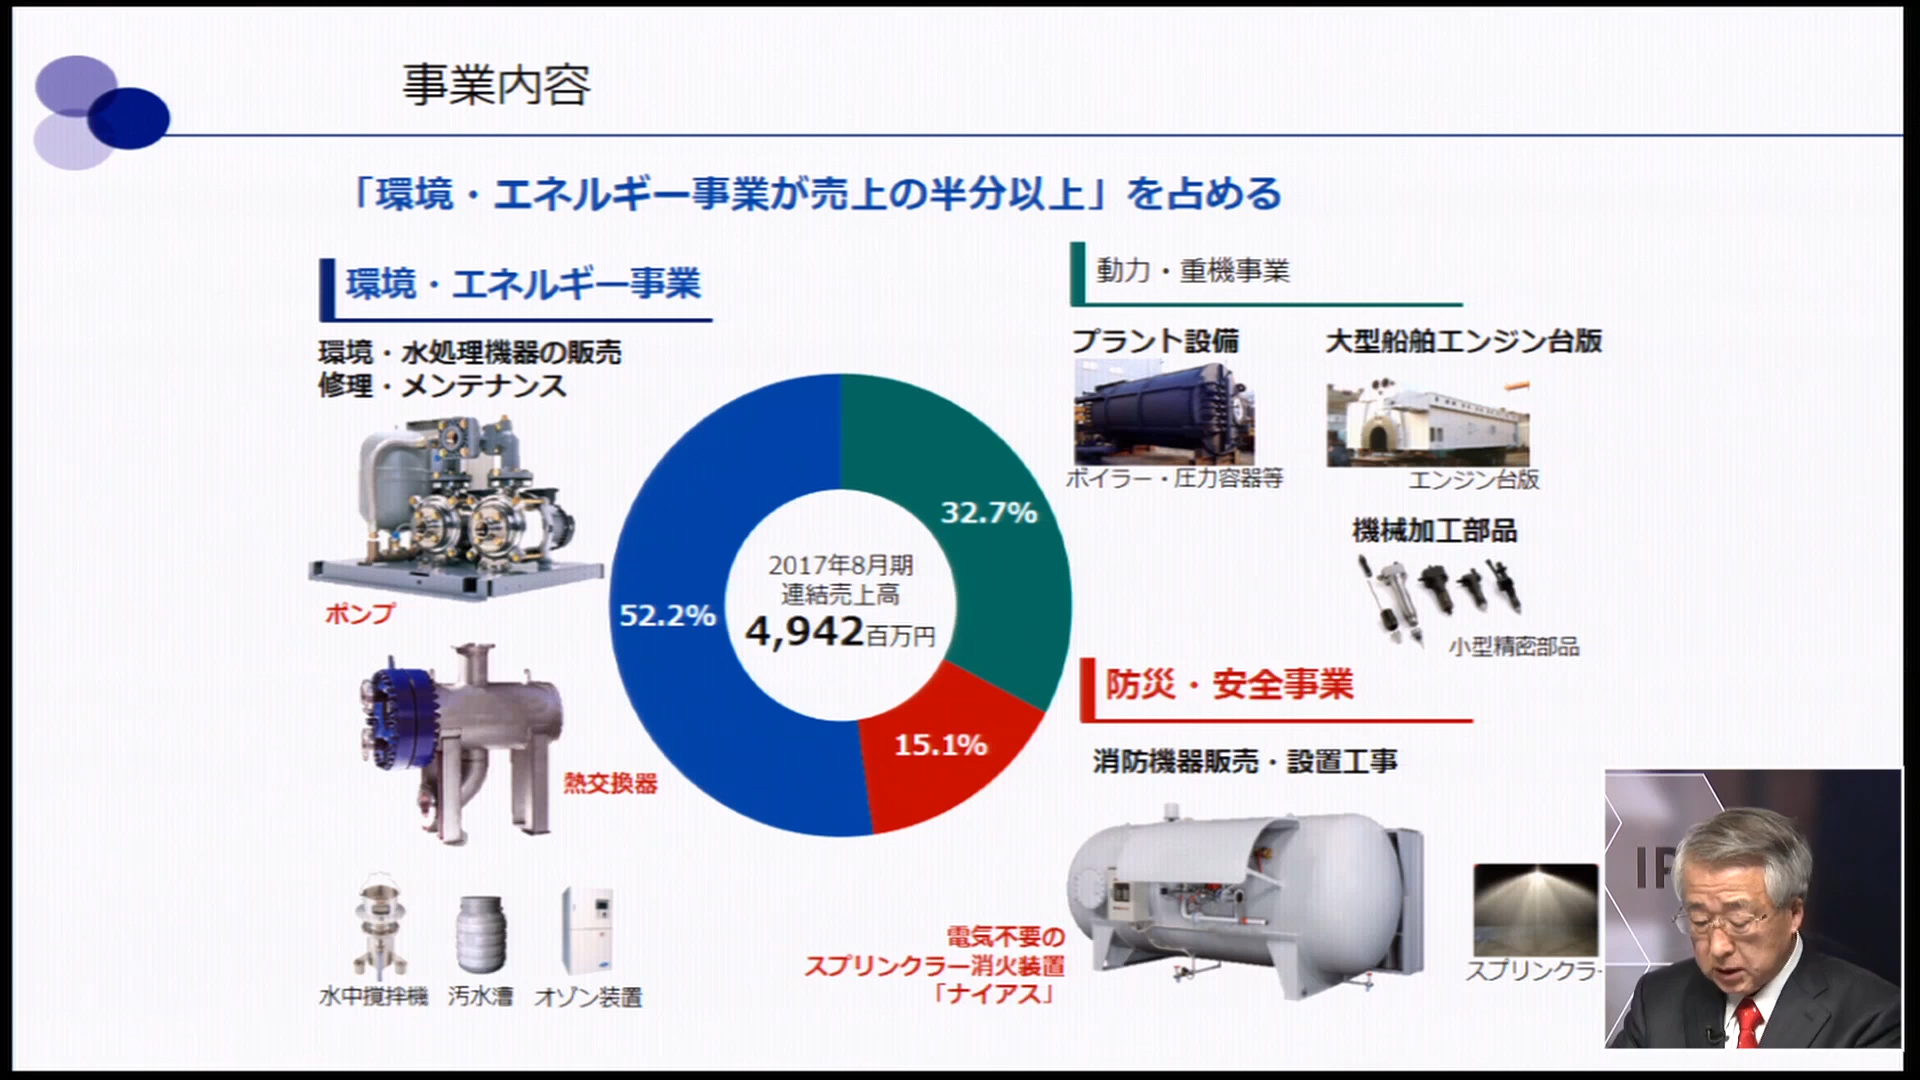 事業内容
「環境・エネルギー事業が売上の半分以上」を占める
環境・エネルギー事業
環境・水処理機器の販売
修理・メンテナンス
ポンプ
熱交換器
水中撹拌機
汚水漕
オゾン装置
32.7%
52.2%
15.1%
2017年8月期
連結売上高
4,942百万円
動力・重機事業
プラント設備
ボイラー・圧力容器等
大型船舶エンジン台版
エンジン台版
機械加工部品
小型精密部品
防災・安全事業
消防機器販売・設置工事
電気不要の
スプリンクラー消火装置
「ナイアス」
スプリンクラ
IP